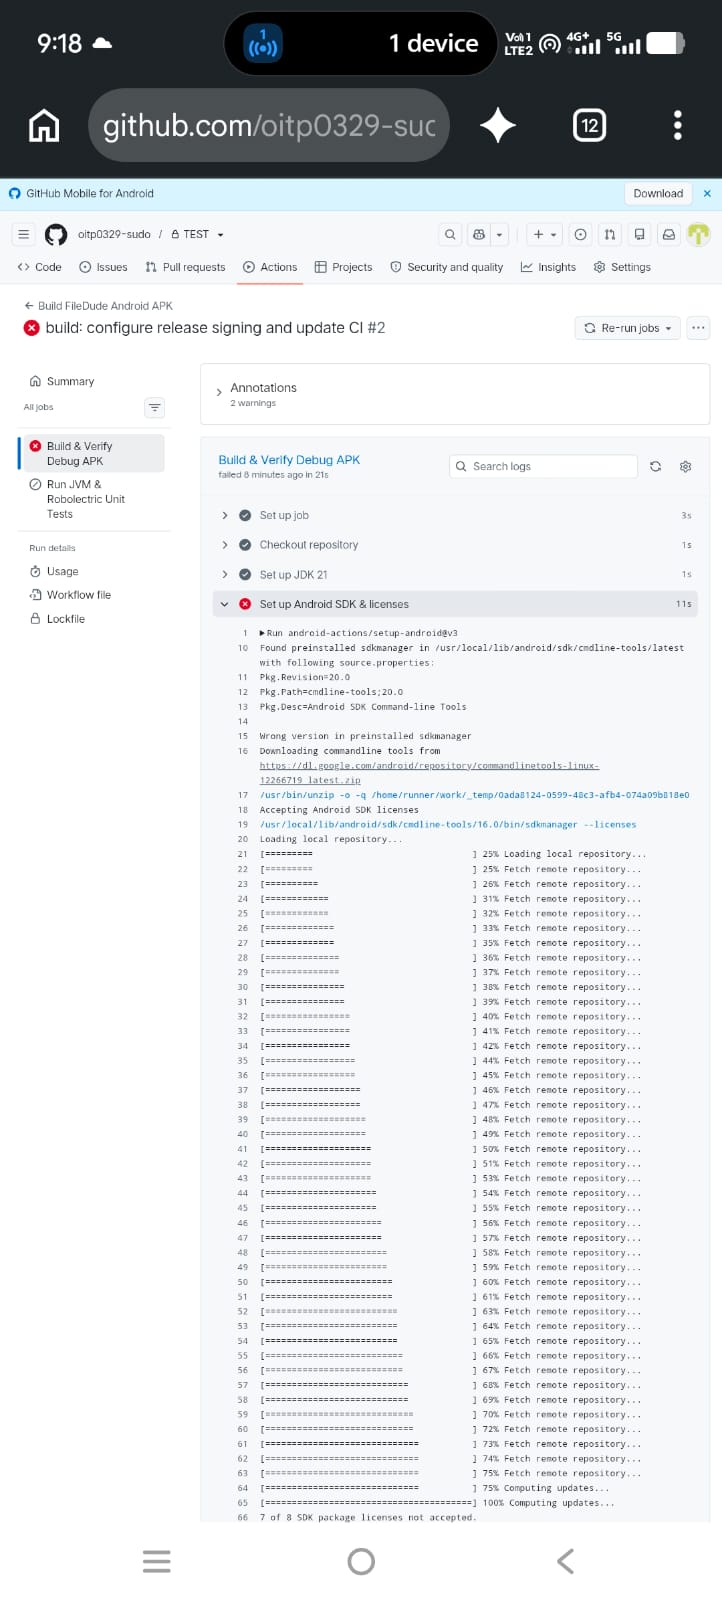 9:18
1
1 device
Vo)) 1
LTE2
4G+
5G
github.com/oitp0329-sud
12
GitHub Mobile for Android
Download
oitp0329-sudo / TEST
Code
Issues
Pull requests
Actions
Projects
Security and quality
Insights
Settings
Build FileDude Android APK
build: configure release signing and update CI #2
Re-run jobs
Summary
All jobs
Build & Verify
Debug APK
Run JVM &
Robolectric Unit
Tests
Run details
Usage
Workflow file
Lockfile
Annotations
2 warnings
Build & Verify Debug APK
failed 8 minutes ago in 21s
Search logs
Set up job 3s
Checkout repository 1s
Set up JDK 21 1s
Set up Android SDK & licenses 11s
1 Run android-actions/setup-android@v3
10 Found preinstalled sdkmanager in /usr/local/lib/android/sdk/cmdline-tools/latest
with following source.properties:
11 Pkg.Revision=20.0
12 Pkg.Path=cmdline-tools;20.0
13 Pkg.Desc=Android SDK Command-line Tools
14
15 Wrong version in preinstalled sdkmanager
16 Downloading commandline tools from
https://dl.google.com/android/repository/commandlinetools-linux-
12266719_latest.zip
17 /usr/bin/unzip -o -q /home/runner/work/_temp/0ada8124-0599-48c3-afb4-074a09b818e0
18 Accepting Android SDK licenses
19 /usr/local/lib/android/sdk/cmdline-tools/16.0/bin/sdkmanager --licenses
20 Loading local repository...
21 [========= ] 25% Loading local repository...
22 [========= ] 25% Fetch remote repository...
23 [========== ] 26% Fetch remote repository...
24 [============ ] 31% Fetch remote repository...
25 [============ ] 32% Fetch remote repository...
26 [============= ] 33% Fetch remote repository...
27 [============= ] 35% Fetch remote repository...
28 [============== ] 36% Fetch remote repository...
29 [============== ] 37% Fetch remote repository...
30 [=============== ] 38% Fetch remote repository...
31 [=============== ] 39% Fetch remote repository...
32 [================ ] 40% Fetch remote repository...
33 [================ ] 41% Fetch remote repository...
34 [================ ] 42% Fetch remote repository...
35 [================= ] 44% Fetch remote repository...
36 [================= ] 45% Fetch remote repository...
37 [================== ] 46% Fetch remote repository...
38 [================== ] 47% Fetch remote repository...
39 [=================== ] 48% Fetch remote repository...
40 [=================== ] 49% Fetch remote repository...
41 [==================== ] 50% Fetch remote repository...
42 [==================== ] 51% Fetch remote repository...
43 [==================== ] 53% Fetch remote repository...
44 [===================== ] 54% Fetch remote repository...
45 [===================== ] 55% Fetch remote repository...
46 [====================== ] 56% Fetch remote repository...
47 [====================== ] 57% Fetch remote repository...
48 [======================= ] 58% Fetch remote repository...
49 [======================= ] 59% Fetch remote repository...
50 [======================== ] 60% Fetch remote repository...
51 [======================== ] 61% Fetch remote repository...
52 [========================= ] 63% Fetch remote repository...
53 [========================= ] 64% Fetch remote repository...
54 [========================= ] 65% Fetch remote repository...
55 [========================== ] 66% Fetch remote repository...
56 [========================== ] 67% Fetch remote repository...
57 [=========================== ] 68% Fetch remote repository...
58 [=========================== ] 69% Fetch remote repository...
59 [============================ ] 70% Fetch remote repository...
60 [============================ ] 72% Fetch remote repository...
61 [============================= ] 73% Fetch remote repository...
62 [============================= ] 74% Fetch remote repository...
63 [============================= ] 75% Fetch remote repository...
64 [============================= ] 75% Computing updates...
65 [=======================================] 100% Computing updates...
66 7 of 8 SDK package licenses not accepted.